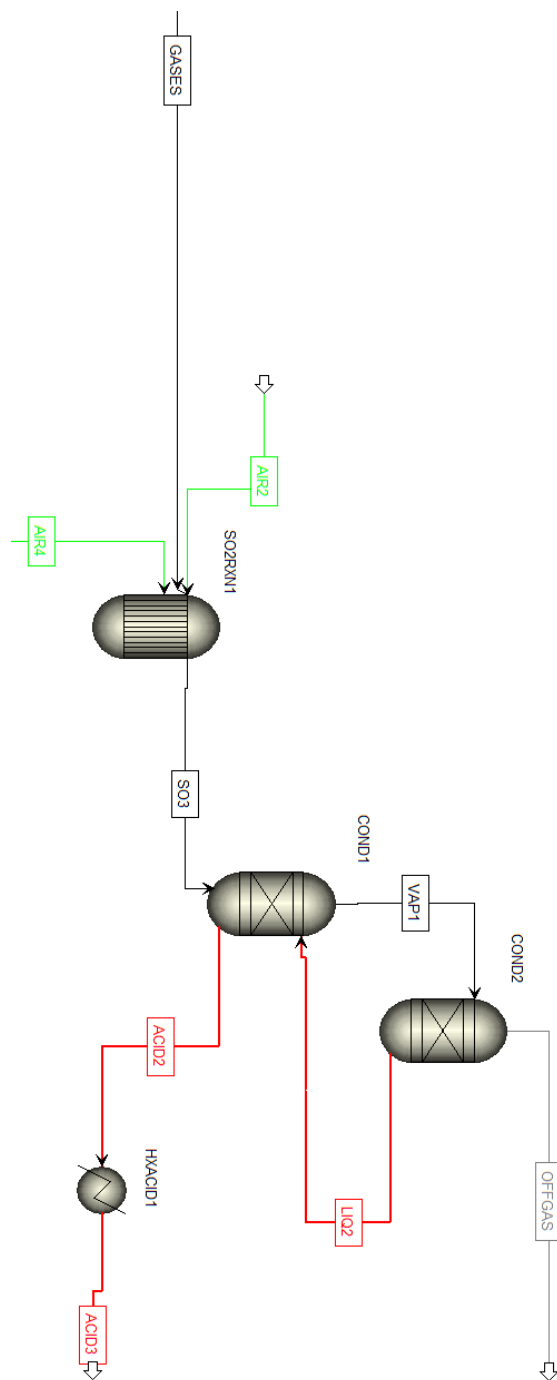 GASES
AIR2
AIR4
SO2RXN1
SO3
COND1
VAP1
COND2
ACID2
HXACID1
LIQ2
OFFGAS
ACID3